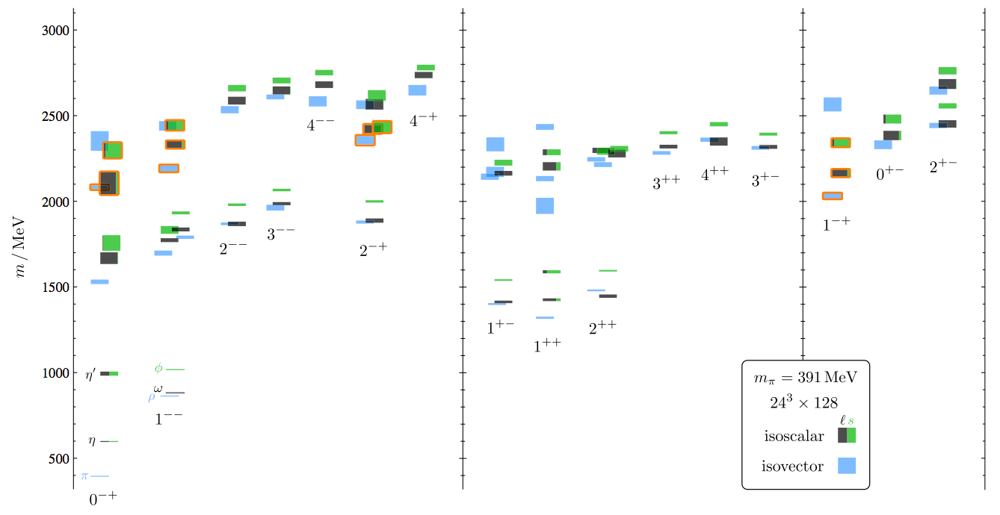 3000
2500
2000
1500
1000
500
m / MeV
π
η
η′
0⁻⁺
ρ
ω
ϕ
1⁻⁻
2⁻⁻
3⁻⁻
4⁻⁻
2⁻⁺
4⁻⁺
1⁺⁻
1⁺⁺
2⁺⁺
3⁺⁺
4⁺⁺
3⁺⁻
1⁻⁺
0⁺⁻
2⁺⁻
mπ = 391 MeV
24³ × 128
ℓ s
isoscalar
isovector